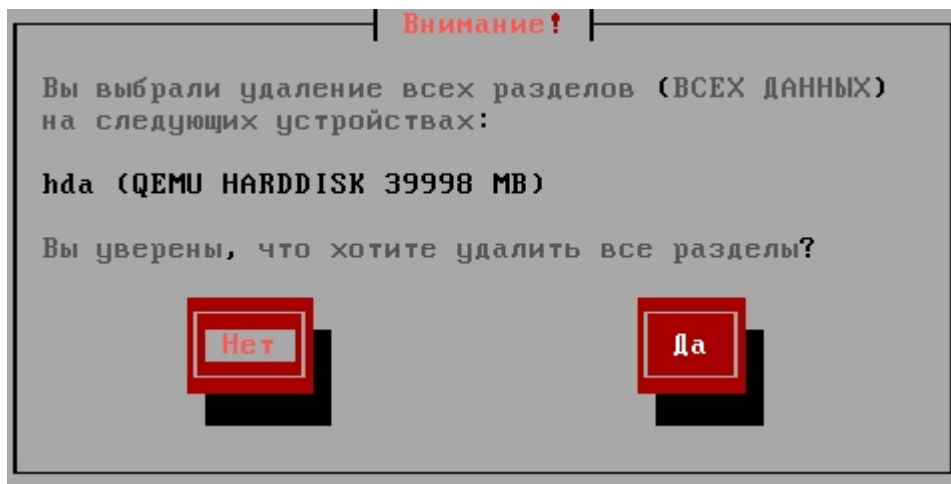 Внимание!
Вы выбрали удаление всех разделов (ВСЕХ ДАННЫХ)
на следующих устройствах:
hda (QEMU HARDDISK 39998 MB)
Вы уверены, что хотите удалить все разделы?
Нет Да